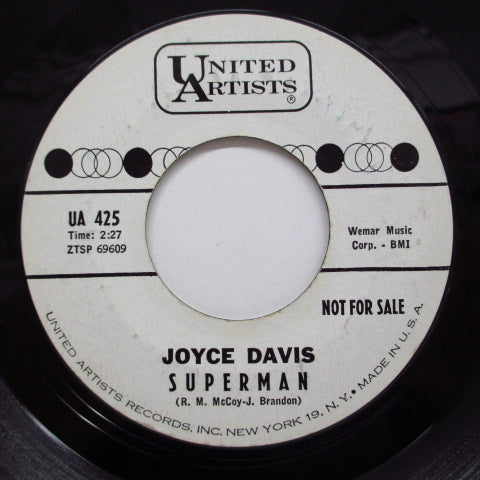 UNITED
ARTISTS
®
UA 425
Time: 2:27
ZTSP 69609
Wemar Music
Corp. - BMI
NOT FOR SALE
JOYCE DAVIS
SUPERMAN
(R. M. McCoy-J. Brandon)
UNITED ARTISTS RECORDS, INC. NEW YORK 19, N. Y. • MADE IN U. S. A.